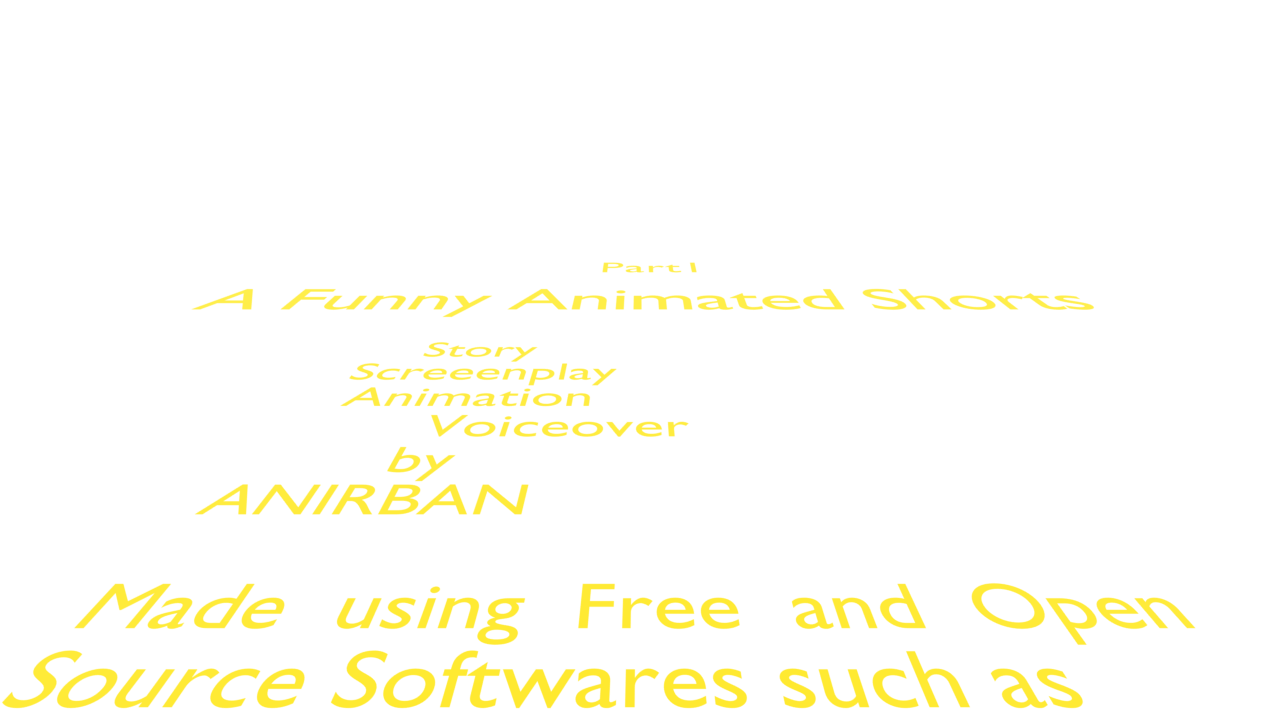 Part I
A Funny Animated Shorts
Story
Screeenplay
Animation
Voiceover
by
ANIRBAN
Made using Free and Open
Source Softwares such as